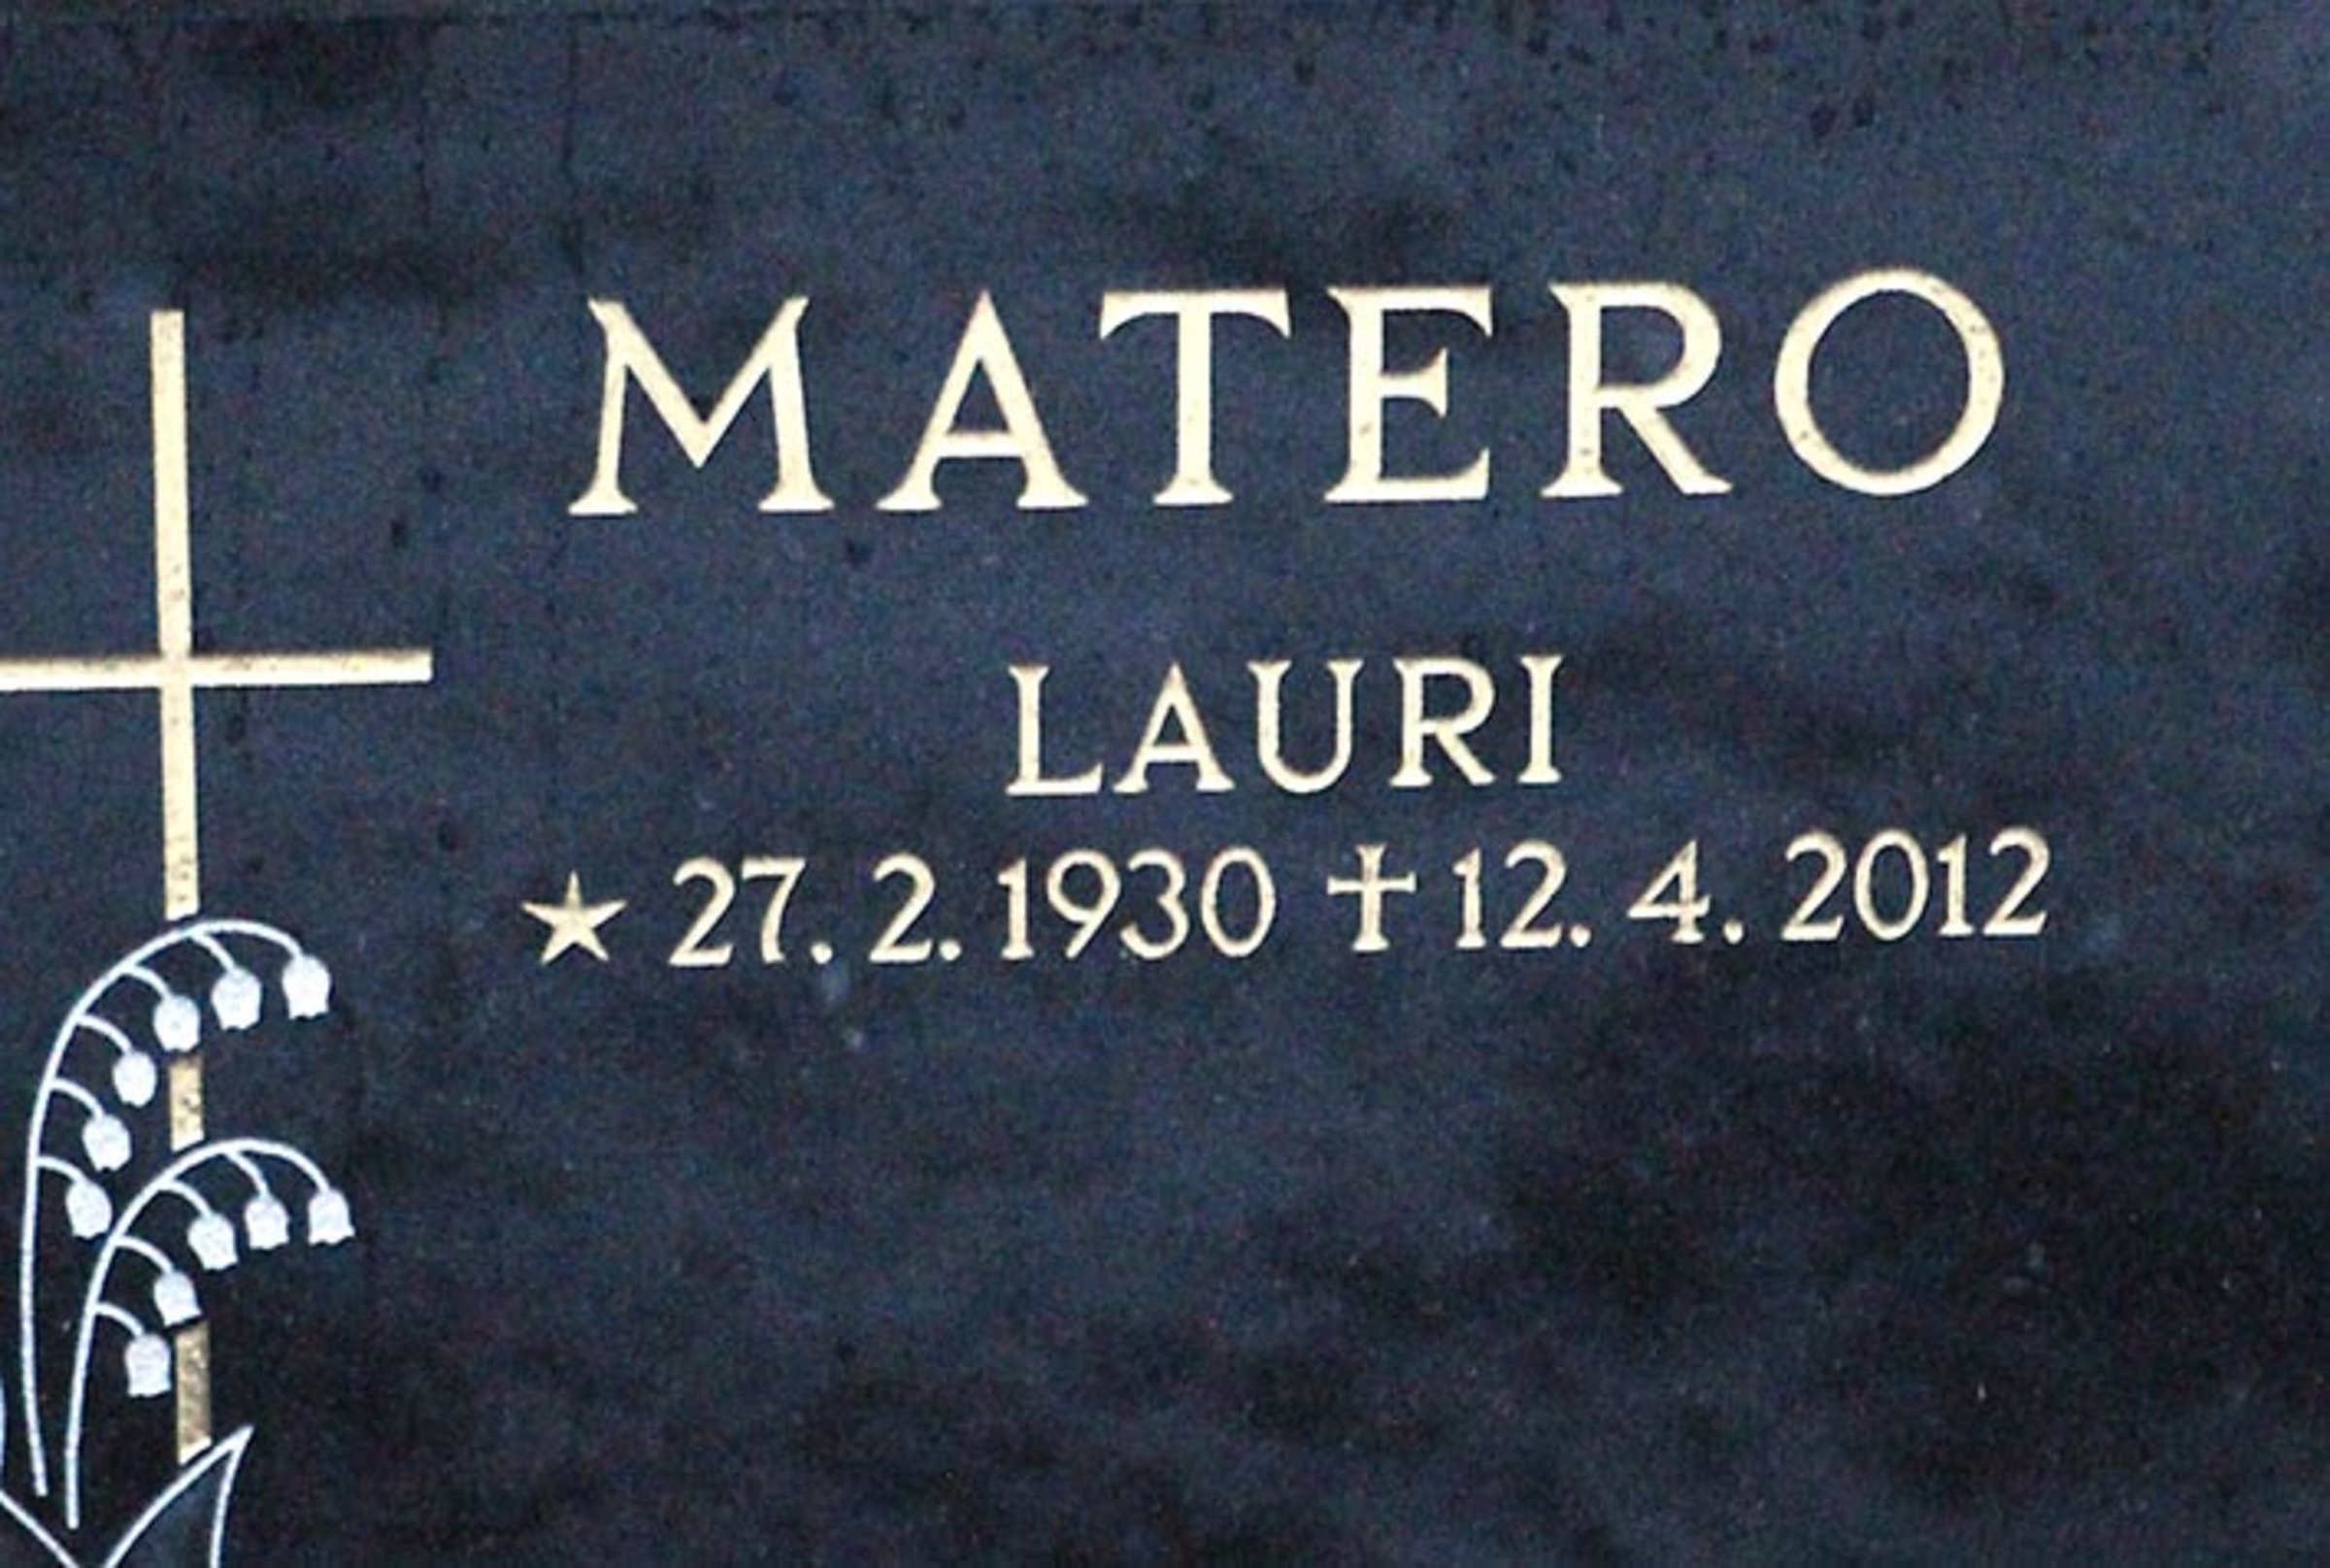 MATERO
LAURI
★ 27. 2. 1930 ✝ 12. 4. 2012